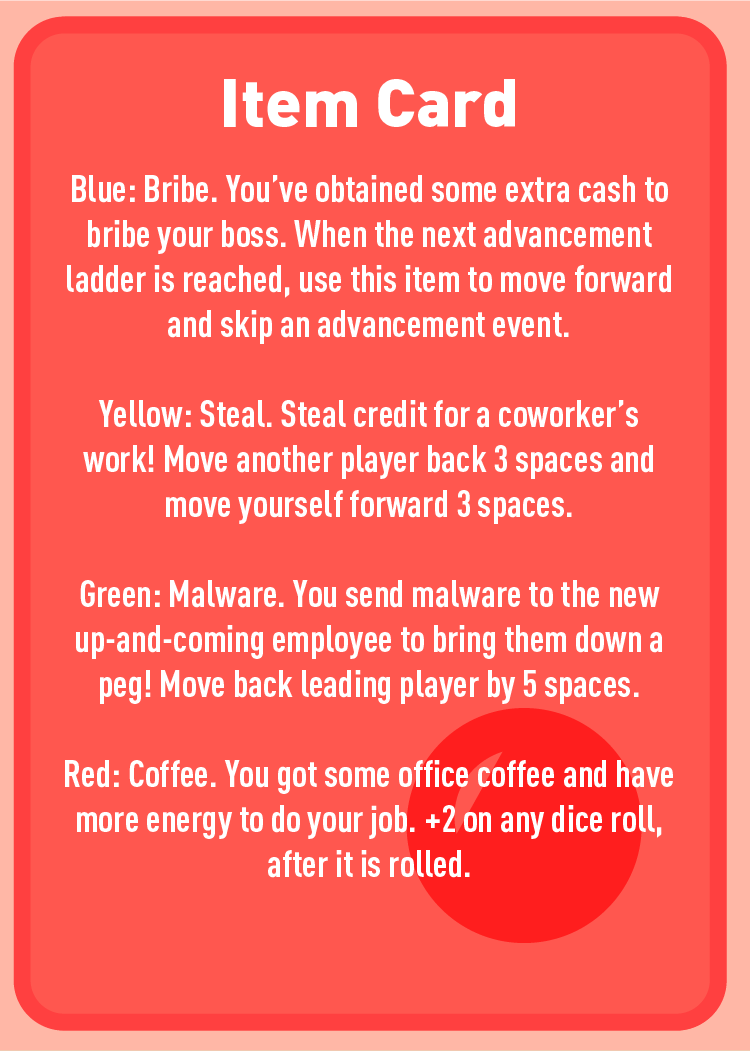 Item Card
Blue: Bribe. You’ve obtained some extra cash to
bribe your boss. When the next advancement
ladder is reached, use this item to move forward
and skip an advancement event.
Yellow: Steal. Steal credit for a coworker’s
work! Move another player back 3 spaces and
move yourself forward 3 spaces.
Green: Malware. You send malware to the new
up-and-coming employee to bring them down a
peg! Move back leading player by 5 spaces.
Red: Coffee. You got some office coffee and have
more energy to do your job. +2 on any dice roll,
after it is rolled.